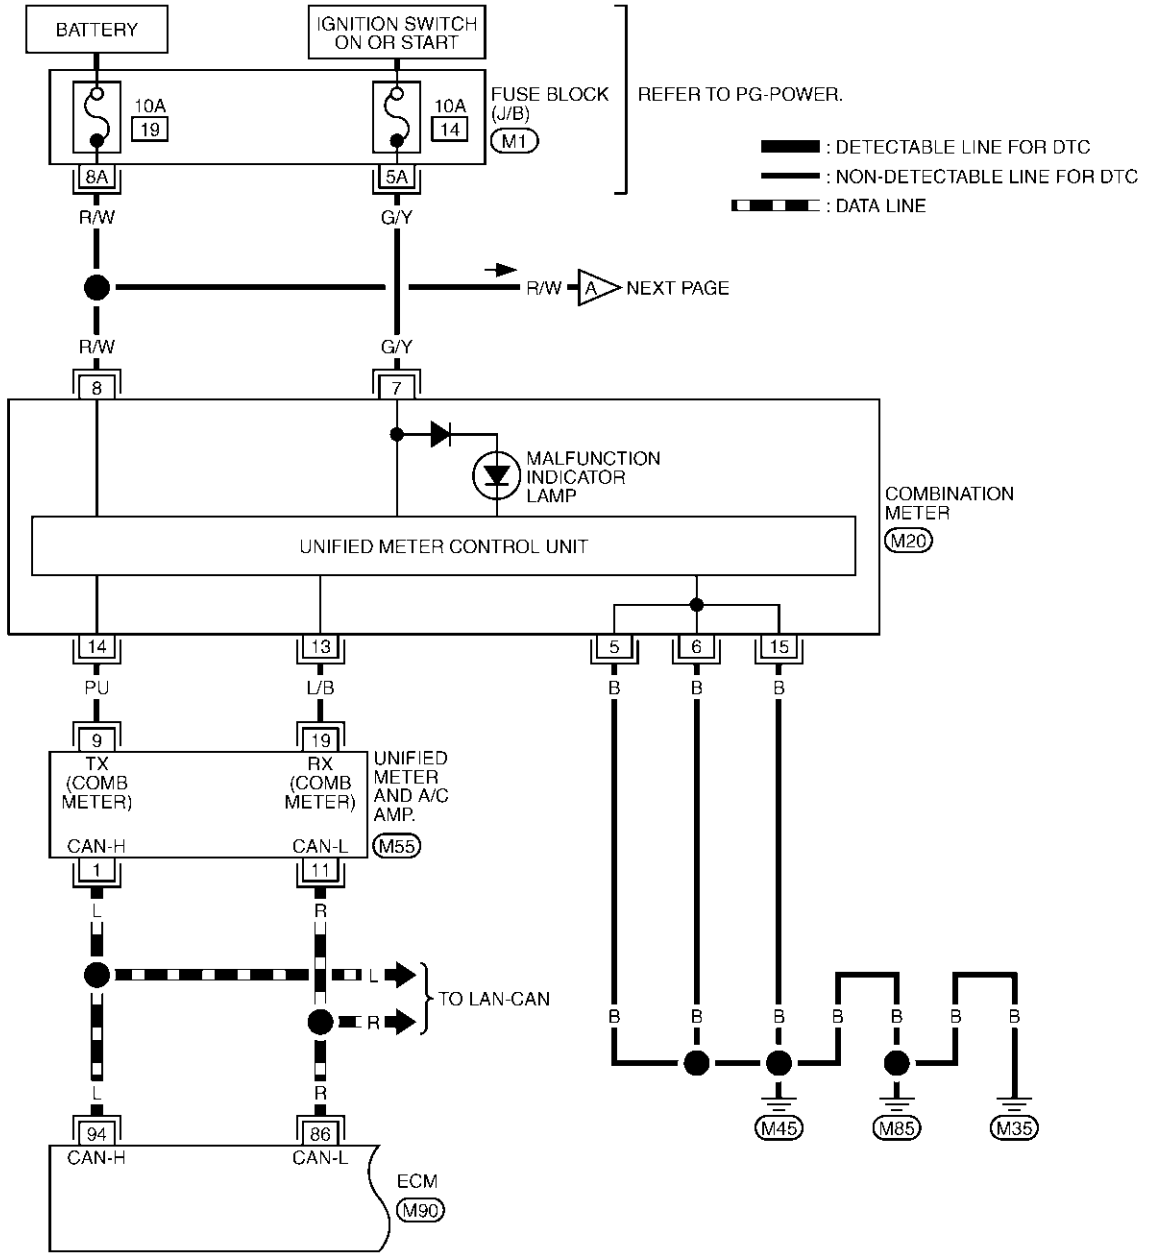 BATTERY
IGNITION SWITCH
ON OR START
10A
19
10A
14
FUSE BLOCK
(J/B)
M1
REFER TO PG-POWER.
: DETECTABLE LINE FOR DTC
: NON-DETECTABLE LINE FOR DTC
: DATA LINE
8A
5A
R/W
G/Y
R/W
A
NEXT PAGE
R/W
G/Y
8
7
MALFUNCTION
INDICATOR
LAMP
COMBINATION
METER
M20
UNIFIED METER CONTROL UNIT
14
13
5
6
15
PU
L/B
B
B
B
9
19
TX
(COMB
METER)
RX
(COMB
METER)
UNIFIED
METER
AND A/C
AMP.
M55
CAN-H
CAN-L
1
11
L
R
L
R
TO LAN-CAN
B
B
B
B
B
B
B
L
R
M45
M85
M35
94
86
CAN-H
CAN-L
ECM
M90